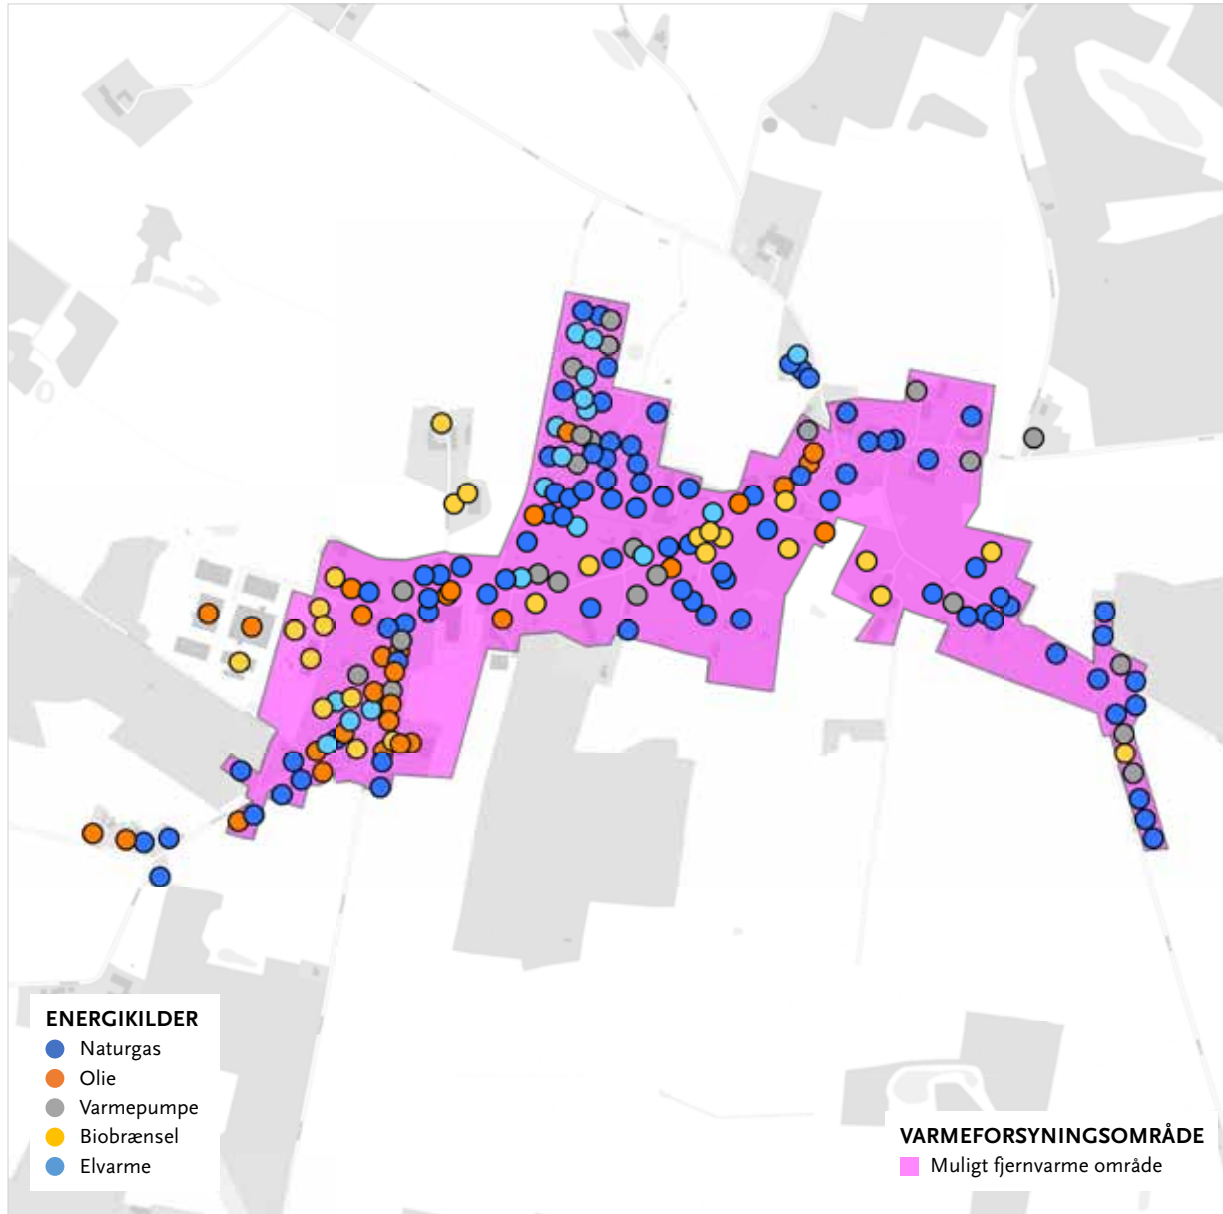 ENERGIKILDER
Naturgas
Olie
Varmepumpe
Biobrænsel
Elvarme
VARMEFORSYNINGSOMRÅDE
Muligt fjernvarme område